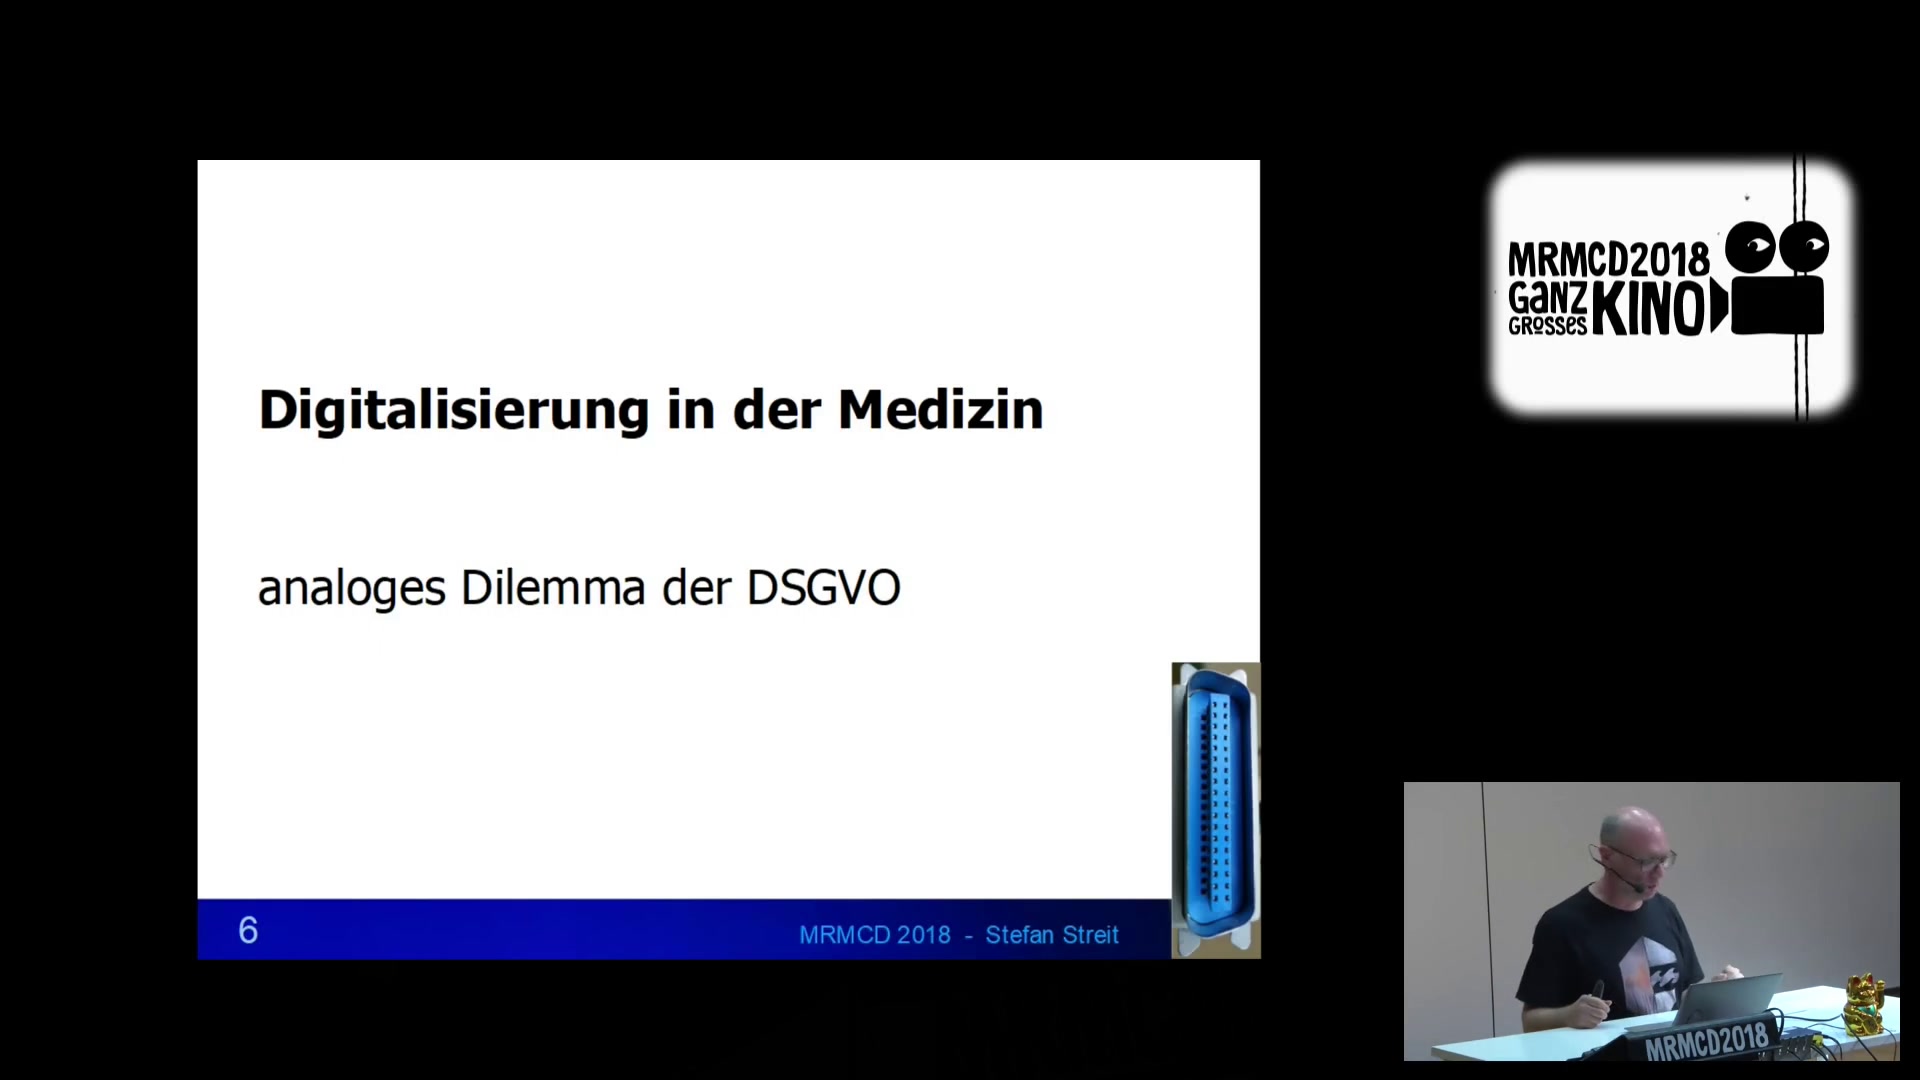 Digitalisierung in der Medizin
analoges Dilemma der DSGVO
6
MRMCD 2018 - Stefan Streit
MRMCD2018
GANZ
GROSSES
KINO
MRMCD2018